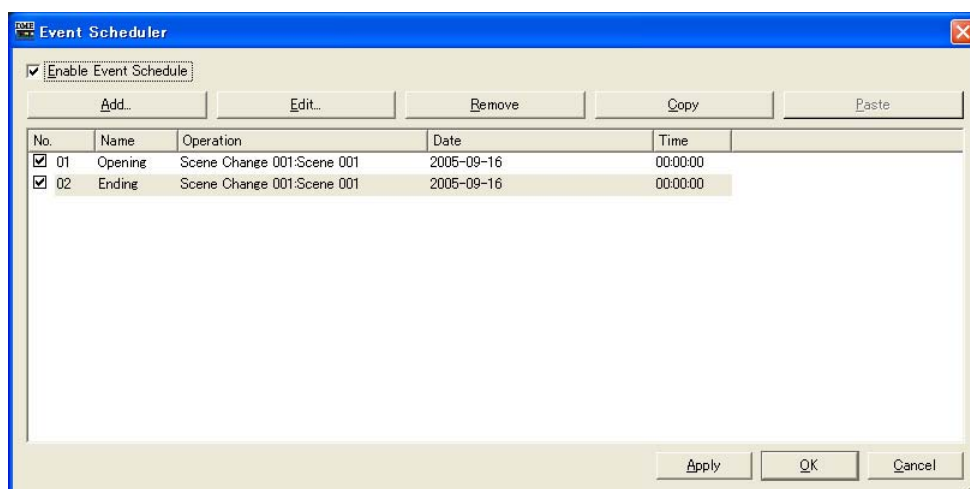 DME
Event Scheduler
Enable Event Schedule
Add... Edit... Remove Copy Paste
No. Name Operation Date Time
01 Opening Scene Change 001:Scene 001 2005-09-16 00:00:00
02 Ending Scene Change 001:Scene 001 2005-09-16 00:00:00
Apply OK Cancel